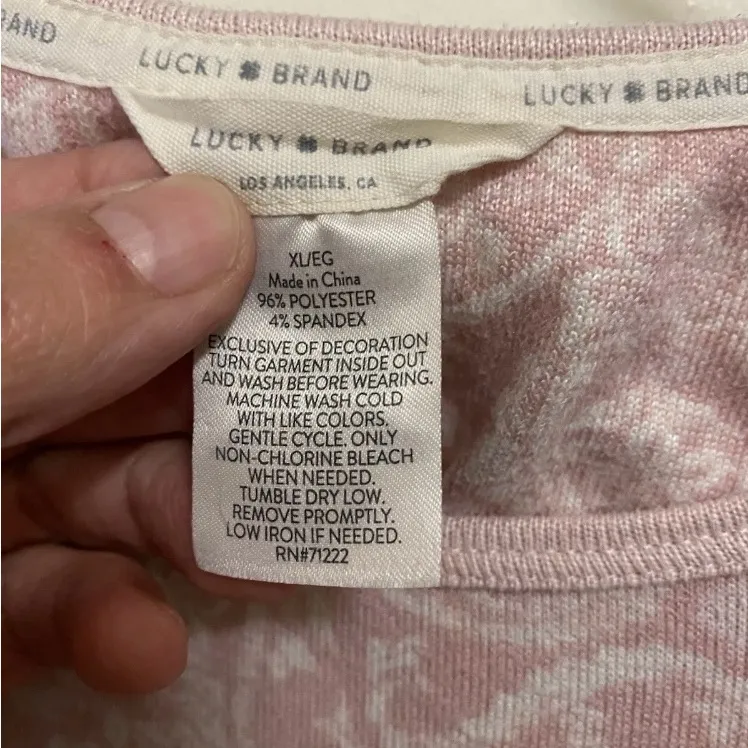 AND
LUCKY BRAND
LUCKY BRAND
LUCKY BRAND
LOS ANGELES, CA
XL/EG
Made in China
96% POLYESTER
4% SPANDEX
EXCLUSIVE OF DECORATION
TURN GARMENT INSIDE OUT
AND WASH BEFORE WEARING.
MACHINE WASH COLD
WITH LIKE COLORS.
GENTLE CYCLE. ONLY
NON-CHLORINE BLEACH
WHEN NEEDED.
TUMBLE DRY LOW.
REMOVE PROMPTLY.
LOW IRON IF NEEDED.
RN#71222